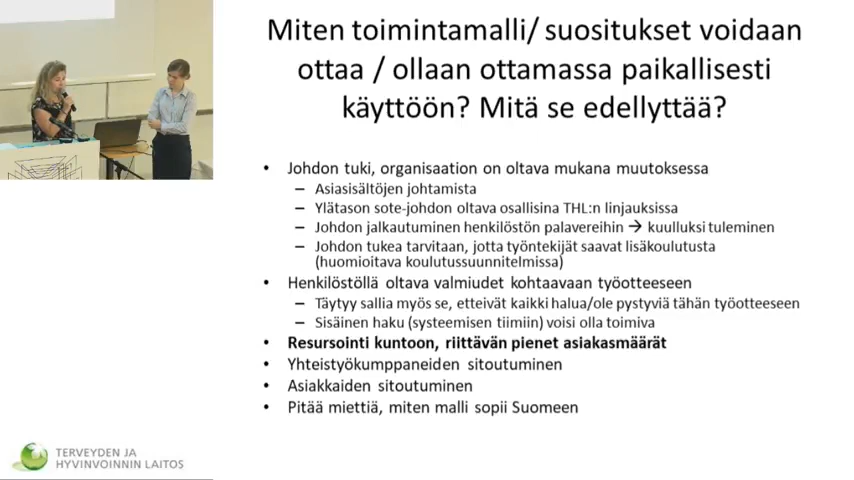 Miten toimintamalli/ suositukset voidaan
ottaa / ollaan ottamassa paikallisesti
käyttöön? Mitä se edellyttää?
• Johdon tuki, organisaation on oltava mukana muutoksessa
– Asiasisältöjen johtamista
– Ylätason sote-johdon oltava osallisina THL:n linjauksissa
– Johdon jalkautuminen henkilöstön palavereihin → kuulluksi tuleminen
– Johdon tukea tarvitaan, jotta työntekijät saavat lisäkoulutusta
(huomioitava koulutussuunnitelmissa)
• Henkilöstöllä oltava valmiudet kohtaavaan työotteeseen
– Täytyy sallia myös se, etteivät kaikki halua/ole pystyviä tähän työotteeseen
– Sisäinen haku (systeemisen tiimiin) voisi olla toimiva
• Resursointi kuntoon, riittävän pienet asiakasmäärät
• Yhteistyökumppaneiden sitoutuminen
• Asiakkaiden sitoutuminen
• Pitää miettiä, miten malli sopii Suomeen
TERVEYDEN JA
HYVINVOINNIN LAITOS